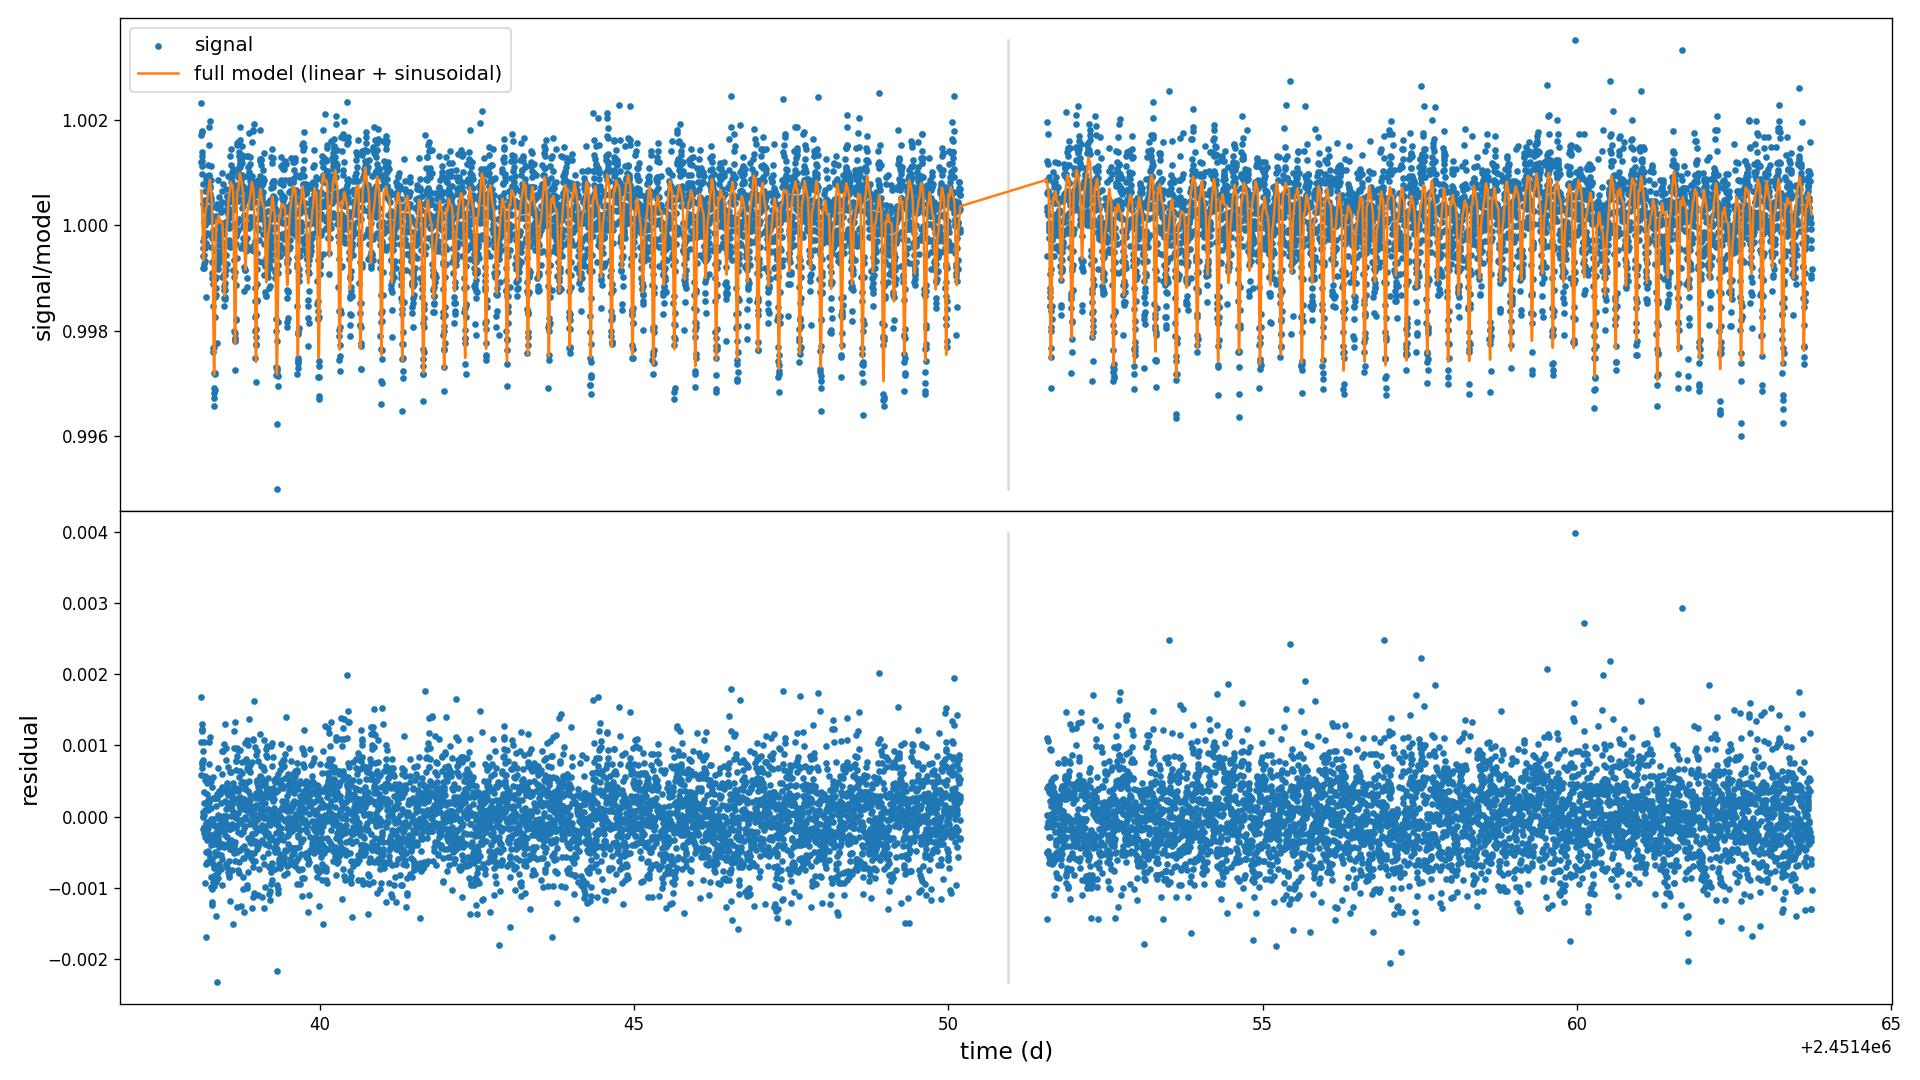 signal
full model (linear + sinusoidal)
signal/model
1.002
1.000
0.998
0.996
residual
0.004
0.003
0.002
0.001
0.000
−0.001
−0.002
40
45
50
55
60
65
time (d)
+2.4514e6